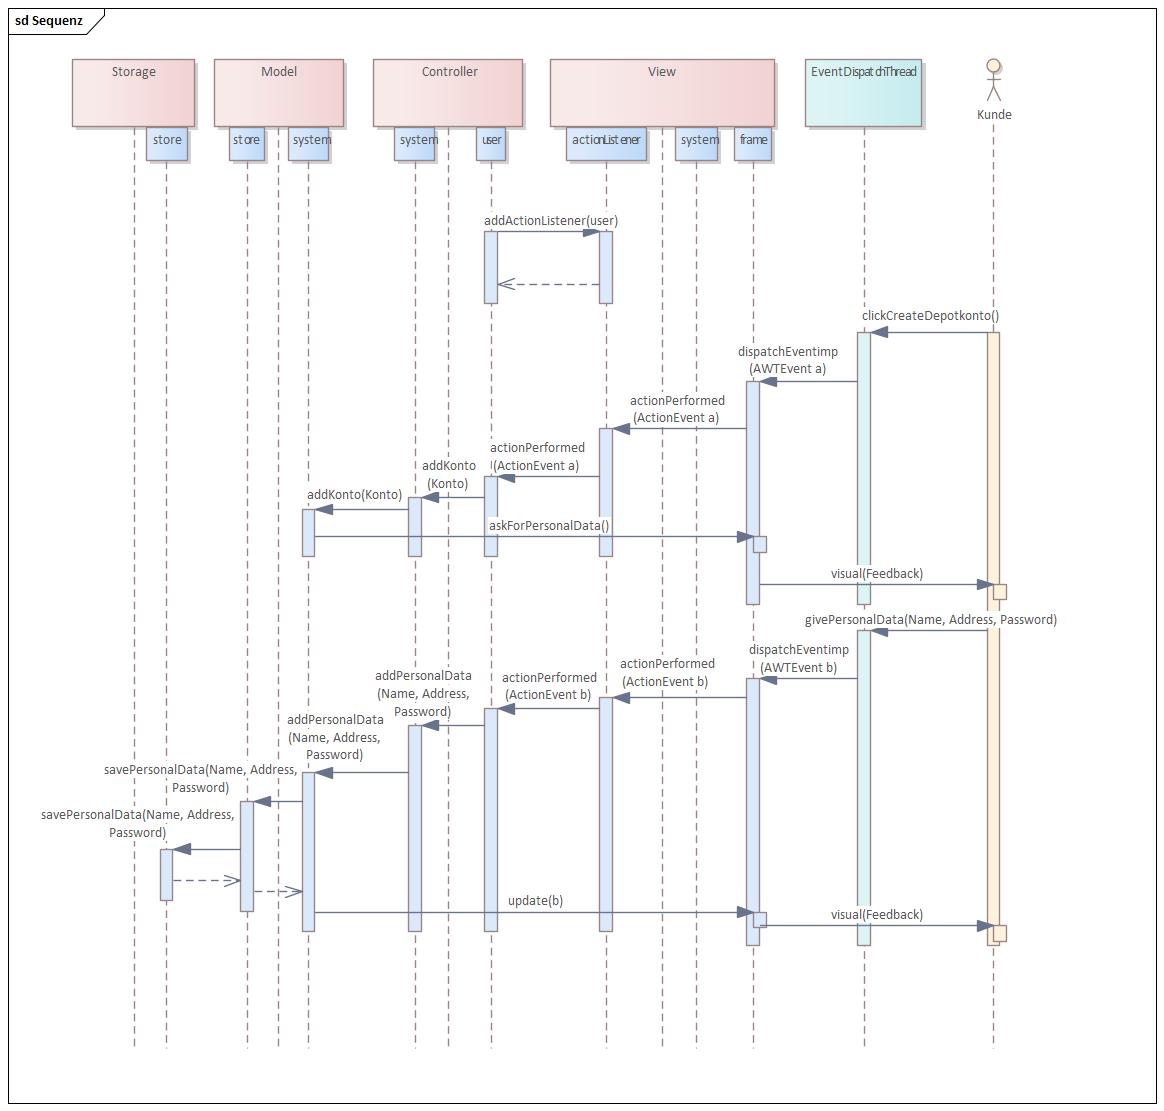 sd Sequenz
Storage
Model
Controller
View
EventDispatchThread
Kunde
store
store
system
system
user
actionListener
system
frame
addActionListener(user)
clickCreateDepotkonto()
dispatchEventimp
(AWTEvent a)
actionPerformed
(ActionEvent a)
actionPerformed
(ActionEvent a)
addKonto
(Konto)
addKonto(Konto)
askForPersonalData()
visual(Feedback)
givePersonalData(Name, Address, Password)
dispatchEventimp
(AWTEvent b)
actionPerformed
(ActionEvent b)
actionPerformed
(ActionEvent b)
addPersonalData
(Name, Address,
Password)
addPersonalData
(Name, Address,
Password)
savePersonalData(Name, Address,
Password)
savePersonalData(Name, Address,
Password)
update(b)
visual(Feedback)